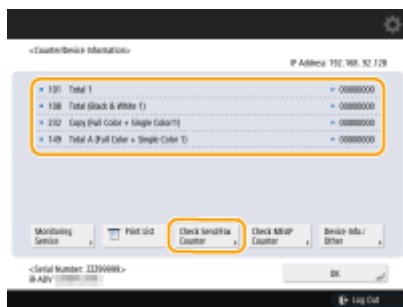 <Counter/Device Information>
IP Address: 192.168.92.128
101 Total 1 00000000
108 Total (Black & White 1) 00000000
232 Copy (Full Color + Single Color/1) 00000000
149 Total A (Full Color + Single Color 1) 00000000
Monitoring Service
Print List
Check Send/Fax Counter
Check MEAP Counter
Device Info./ Other
<Serial Number:
iR-ADV
OK
Log Out